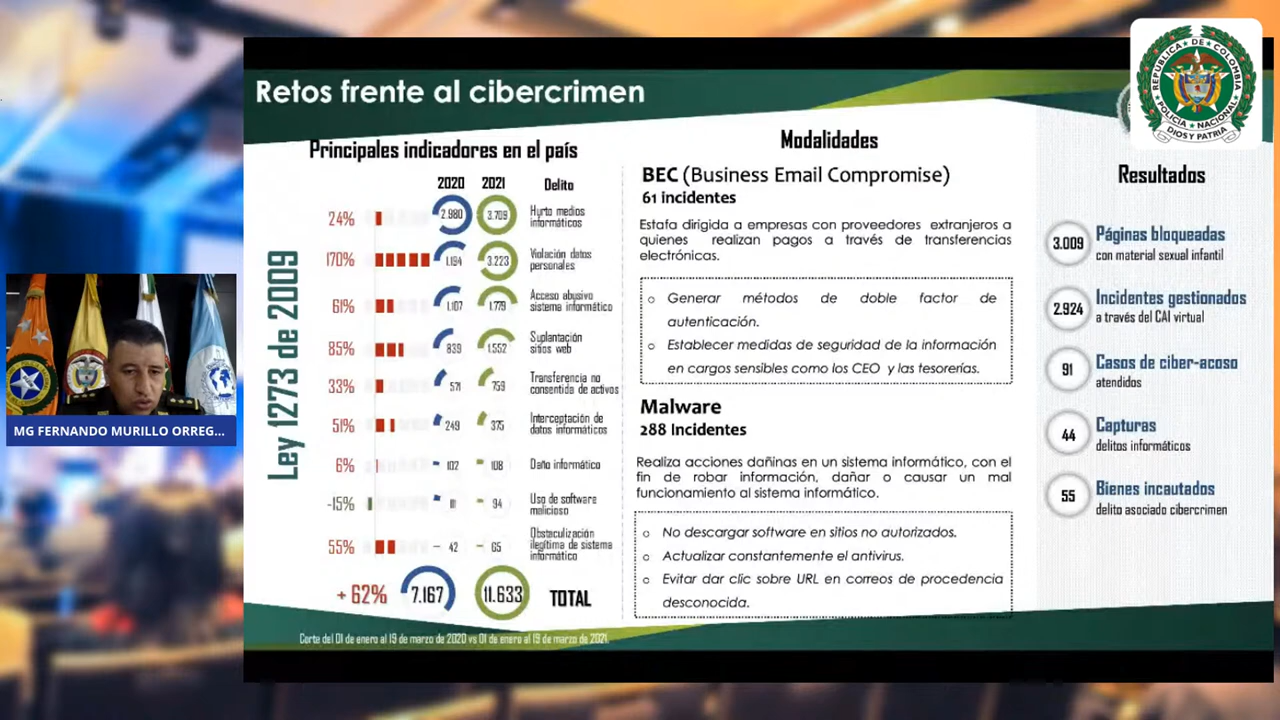 Retos frente al cibercrimen
REPÚBLICA DE COLOMBIA
POLICÍA NACIONAL
DIOS Y PATRIA
Principales indicadores en el país
Ley 1273 de 2009
2020 2021 Delito
24% 2.980 3.709 Hurto medios
informáticos
170% 1.194 3.223 Violación datos
personales
61% 1.107 1.779 Acceso abusivo
sistema informático
85% 839 1.552 Suplantación
sitios web
33% 571 759 Transferencia no
consentida de activos
51% 249 375 Interceptación de
datos informáticos
6% 102 108 Daño informático
-15% 111 94 Uso de software
malicioso
55% 42 65 Obstaculización
ilegítima de sistema
informático
+ 62% 7.167 11.633 TOTAL
Corte del 01 de enero al 19 de marzo de 2020 vs 01 de enero al 19 de marzo de 2021.
Modalidades
BEC (Business Email Compromise)
61 incidentes
Estafa dirigida a empresas con proveedores extranjeros a
quienes realizan pagos a través de transferencias
electrónicas.
o Generar métodos de doble factor de
autenticación.
o Establecer medidas de seguridad de la información
en cargos sensibles como los CEO y las tesorerías.
Malware
288 Incidentes
Realiza acciones dañinas en un sistema informático, con el
fin de robar información, dañar o causar un mal
funcionamiento al sistema informático.
o No descargar software en sitios no autorizados.
o Actualizar constantemente el antivirus.
o Evitar dar clic sobre URL en correos de procedencia
desconocida.
Resultados
3.009 Páginas bloqueadas
con material sexual infantil
2.924 Incidentes gestionados
a través del CAI virtual
91 Casos de ciber-acoso
atendidos
44 Capturas
delitos informáticos
55 Bienes incautados
delito asociado cibercrimen
MG FERNANDO MURILLO ORREG...